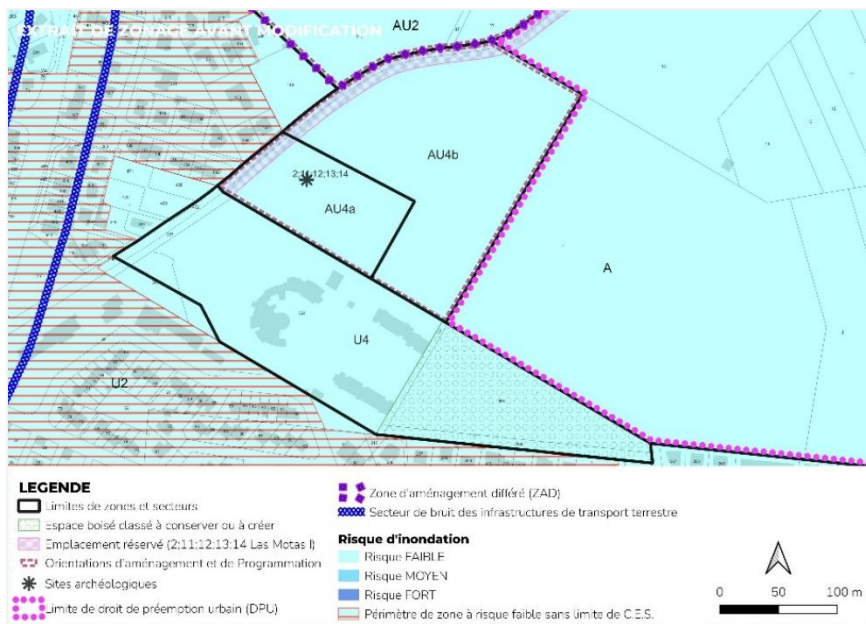 EXTRAIT DE ZONAGE AVANT MODIFICATION
AU2
AU4b
2;11;12;13;14
AU4a
A
U4
U2
LEGENDE
Limites de zones et secteurs
Espace boisé classé à conserver ou à créer
Emplacement réservé (2;11;12;13;14 Las Motas I)
Orientations d'aménagement et de Programmation
Sites archéologiques
Limite de droit de préemption urbain (DPU)
Zone d'aménagement différé (ZAD)
Secteur de bruit des infrastructures de transport terrestre
Risque d'inondation
Risque FAIBLE
Risque MOYEN
Risque FORT
Périmètre de zone à risque faible sans limite de C.E.S.
0 50 100 m